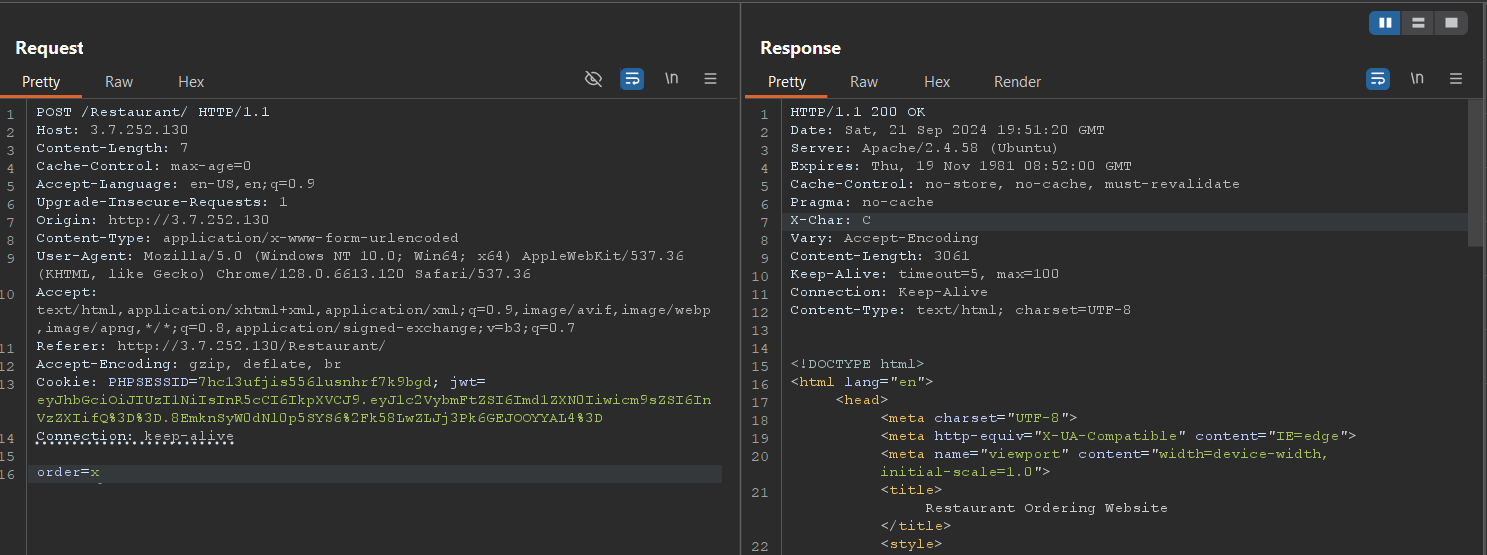 Request
Pretty
Raw
Hex
\n
1 POST /Restaurant/ HTTP/1.1
2 Host: 3.7.252.130
3 Content-Length: 7
4 Cache-Control: max-age=0
5 Accept-Language: en-US,en;q=0.9
6 Upgrade-Insecure-Requests: 1
7 Origin: http://3.7.252.130
8 Content-Type: application/x-www-form-urlencoded
9 User-Agent: Mozilla/5.0 (Windows NT 10.0; Win64; x64) AppleWebKit/537.36
(KHTML, like Gecko) Chrome/128.0.6613.120 Safari/537.36
10 Accept:
text/html,application/xhtml+xml,application/xml;q=0.9,image/avif,image/webp
,image/apng,*/*;q=0.8,application/signed-exchange;v=b3;q=0.7
11 Referer: http://3.7.252.130/Restaurant/
12 Accept-Encoding: gzip, deflate, br
13 Cookie: PHPSESSID=7hc13ufjis556lusnhrf7k9bgd; jwt=
eyJhbGciOiJIUzI1NiIsInR5cCI6IkpXVCJ9.eyJ1c2VybmFtZSI6Imd1ZXN0Iiwicm9sZSI6In
VzZXIifQ%3D%3D.8EmknSyW0dNl0p5SYS6%2Fk58LwZLJj3Pk6GEJOOYYAL4%3D
14 Connection: keep-alive
15
16 order=x
Response
Pretty
Raw
Hex
Render
\n
1 HTTP/1.1 200 OK
2 Date: Sat, 21 Sep 2024 19:51:20 GMT
3 Server: Apache/2.4.58 (Ubuntu)
4 Expires: Thu, 19 Nov 1981 08:52:00 GMT
5 Cache-Control: no-store, no-cache, must-revalidate
6 Pragma: no-cache
7 X-Char: C
8 Vary: Accept-Encoding
9 Content-Length: 3061
10 Keep-Alive: timeout=5, max=100
11 Connection: Keep-Alive
12 Content-Type: text/html; charset=UTF-8
13
14
15 <!DOCTYPE html>
16 <html lang="en">
17 <head>
18 <meta charset="UTF-8">
19 <meta http-equiv="X-UA-Compatible" content="IE=edge">
20 <meta name="viewport" content="width=device-width,
initial-scale=1.0">
21 <title>
Restaurant Ordering Website
</title>
22 <style>